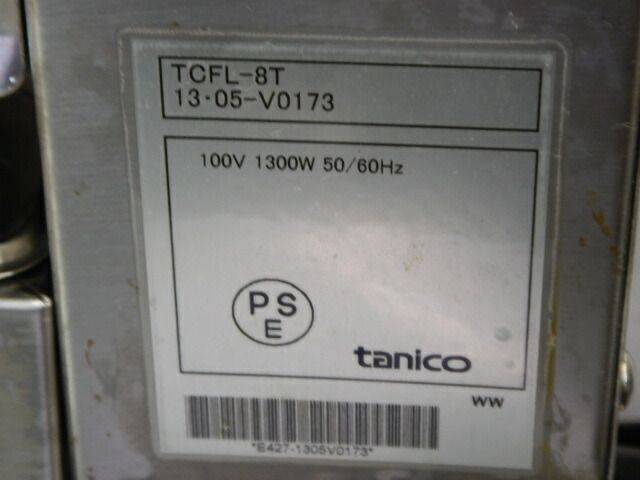 TCFL-8T
13·05-V0173
100V 1300W 50/60Hz
PS
E
tanico
WW
*E427-1305V0173*